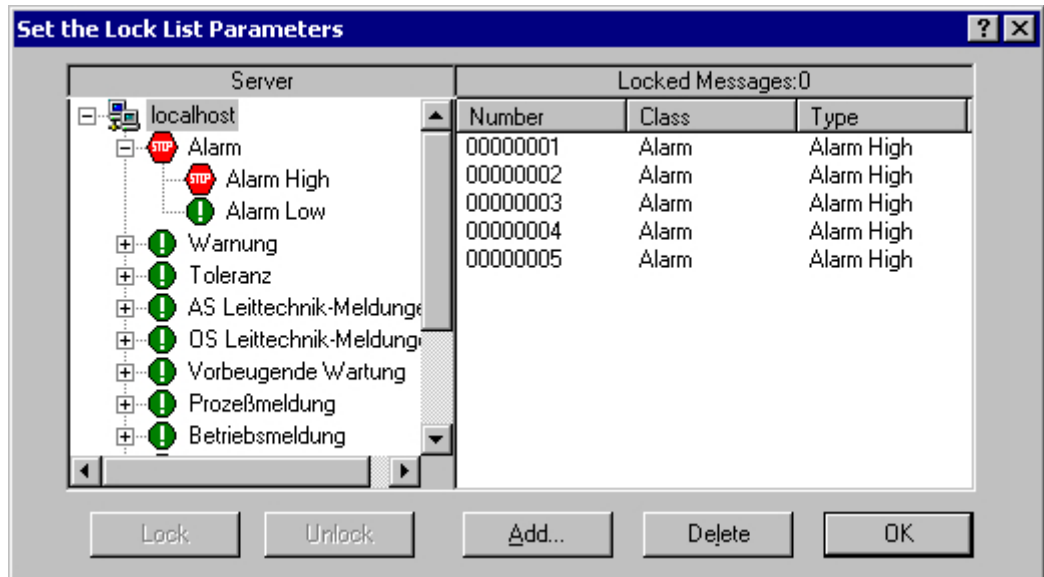 Set the Lock List Parameters
Server
Locked Messages:0
localhost
Alarm
STOP
Alarm High
STOP
Alarm Low
Warnung
Toleranz
AS Leittechnik-Meldunge
OS Leittechnik-Meldung
Vorbeugende Wartung
Prozeßmeldung
Betriebsmeldung
Number Class Type
00000001 Alarm Alarm High
00000002 Alarm Alarm High
00000003 Alarm Alarm High
00000004 Alarm Alarm High
00000005 Alarm Alarm High
Lock Unlock Add... Delete OK